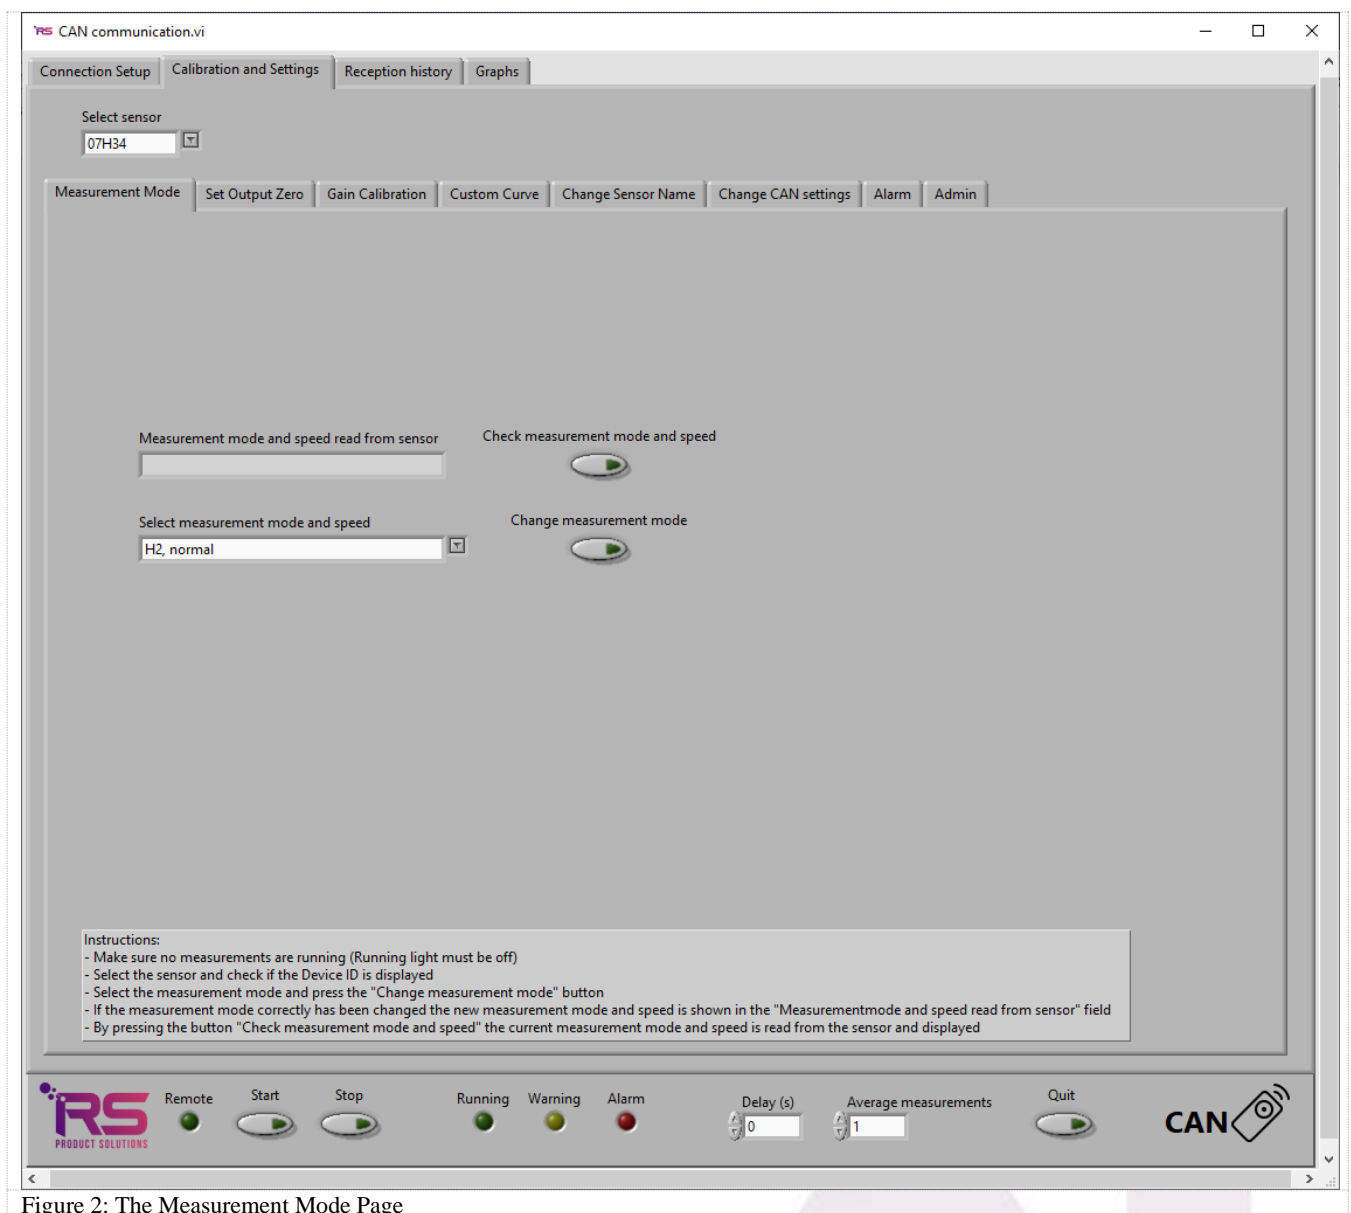 RS CAN communication.vi
Connection Setup Calibration and Settings Reception history Graphs
Select sensor
07H34
Measurement Mode Set Output Zero Gain Calibration Custom Curve Change Sensor Name Change CAN settings Alarm Admin
Measurement mode and speed read from sensor Check measurement mode and speed
Select measurement mode and speed Change measurement mode
H2, normal
Instructions:
- Make sure no measurements are running (Running light must be off)
- Select the sensor and check if the Device ID is displayed
- Select the measurement mode and press the "Change measurement mode" button
- If the measurement mode correctly has been changed the new measurement mode and speed is shown in the "Measurementmode and speed read from sensor" field
- By pressing the button "Check measurement mode and speed" the current measurement mode and speed is read from the sensor and displayed
RS
PRODUCT SOLUTIONS
Remote Start Stop Running Warning Alarm Delay (s) Average measurements Quit
0 1
CAN
Figure 2: The Measurement Mode Page